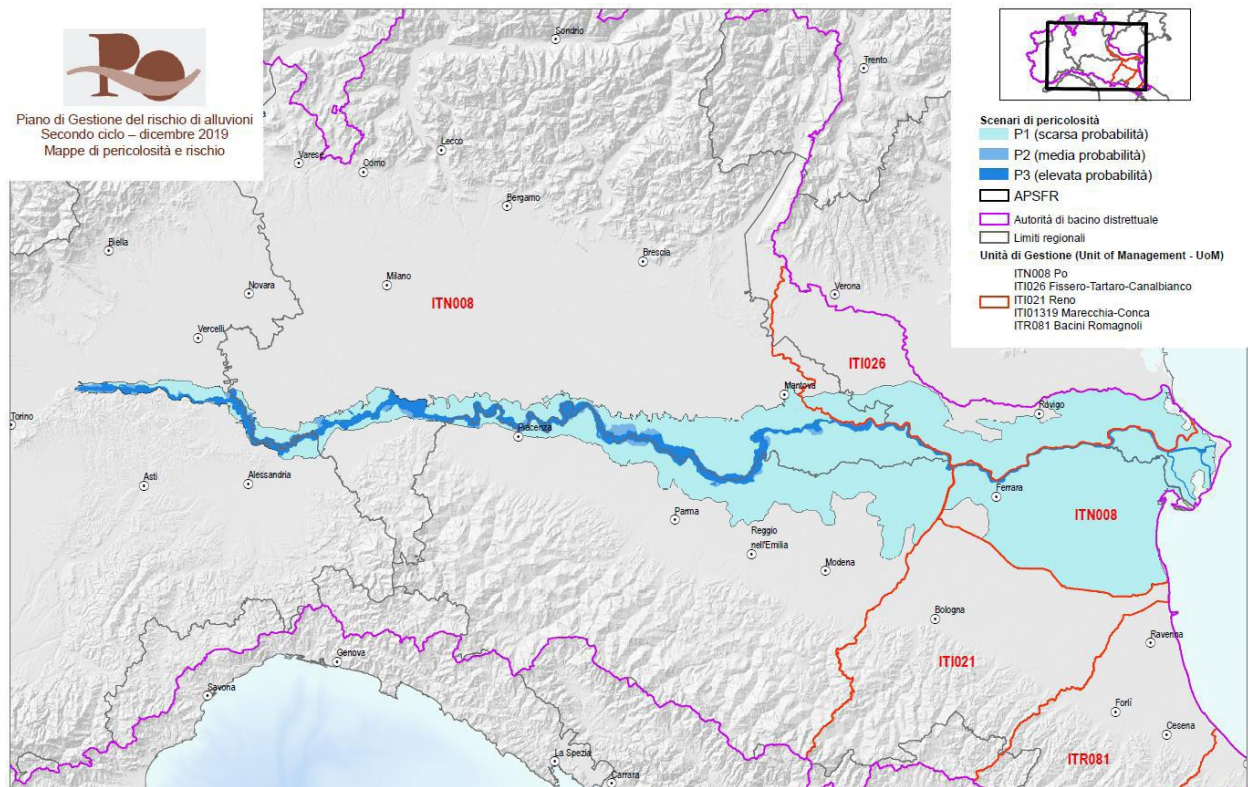 PO
Piano di Gestione del rischio di alluvioni
Secondo ciclo – dicembre 2019
Mappe di pericolosità e rischio
Sondrio
Trento
Lecco
Varese
Como
Bergamo
Biella
Brescia
Milano
Novara
Verona
ITN008
Vercelli
ITI026
Mantova
Rovigo
Torino
Piacenza
Asti
Alessandria
Ferrara
Parma
ITN008
Reggio
nell'Emilia
Modena
Bologna
Ravenna
Genova
ITI021
Savona
Forlì
Cesena
La Spezia
ITR081
Carrara
Scenari di pericolosità
P1 (scarsa probabilità)
P2 (media probabilità)
P3 (elevata probabilità)
APSFR
Autorità di bacino distrettuale
Limiti regionali
Unità di Gestione (Unit of Management - UoM)
ITN008 Po
ITI026 Fissero-Tartaro-Canalbianco
ITI021 Reno
ITI01319 Marecchia-Conca
ITR081 Bacini Romagnoli